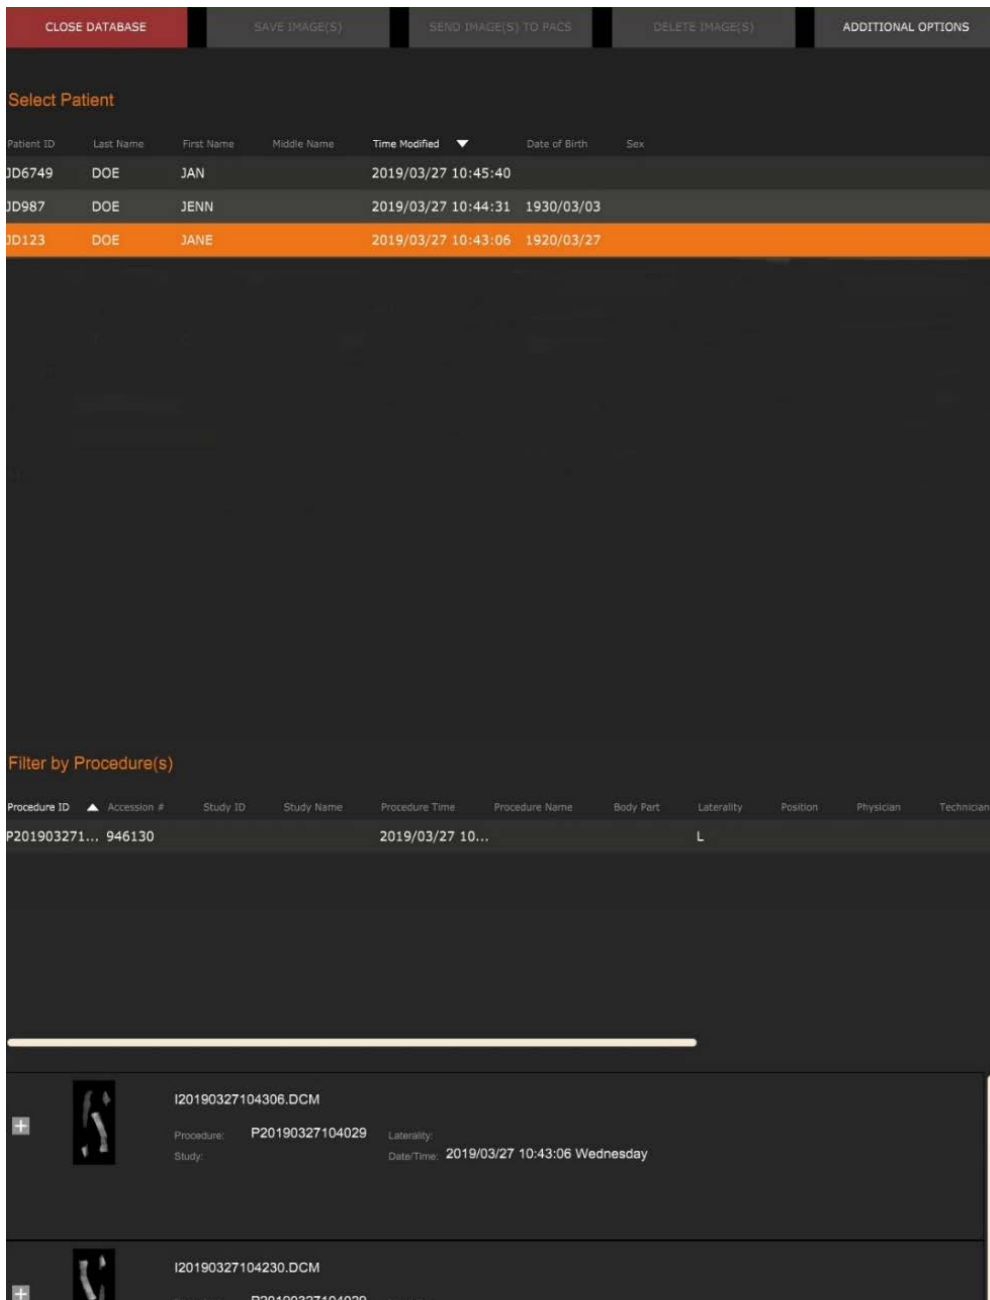 CLOSE DATABASE SAVE IMAGE(S) SEND IMAGE(S) TO PACS DELETE IMAGE(S) ADDITIONAL OPTIONS
Select Patient
Patient ID Last Name First Name Middle Name Time Modified Date of Birth Sex
JD6749 DOE JAN 2019/03/27 10:45:40
JD987 DOE JENN 2019/03/27 10:44:31 1930/03/03
JD123 DOE JANE 2019/03/27 10:43:06 1920/03/27
Filter by Procedure(s)
Procedure ID Accession # Study ID Study Name Procedure Time Procedure Name Body Part Laterality Position Physician Technician
P201903271... 946130 2019/03/27 10... L
I20190327104306.DCM
Procedure: P20190327104029 Laterality:
Study: Date/Time: 2019/03/27 10:43:06 Wednesday
I20190327104230.DCM
P20190327104029